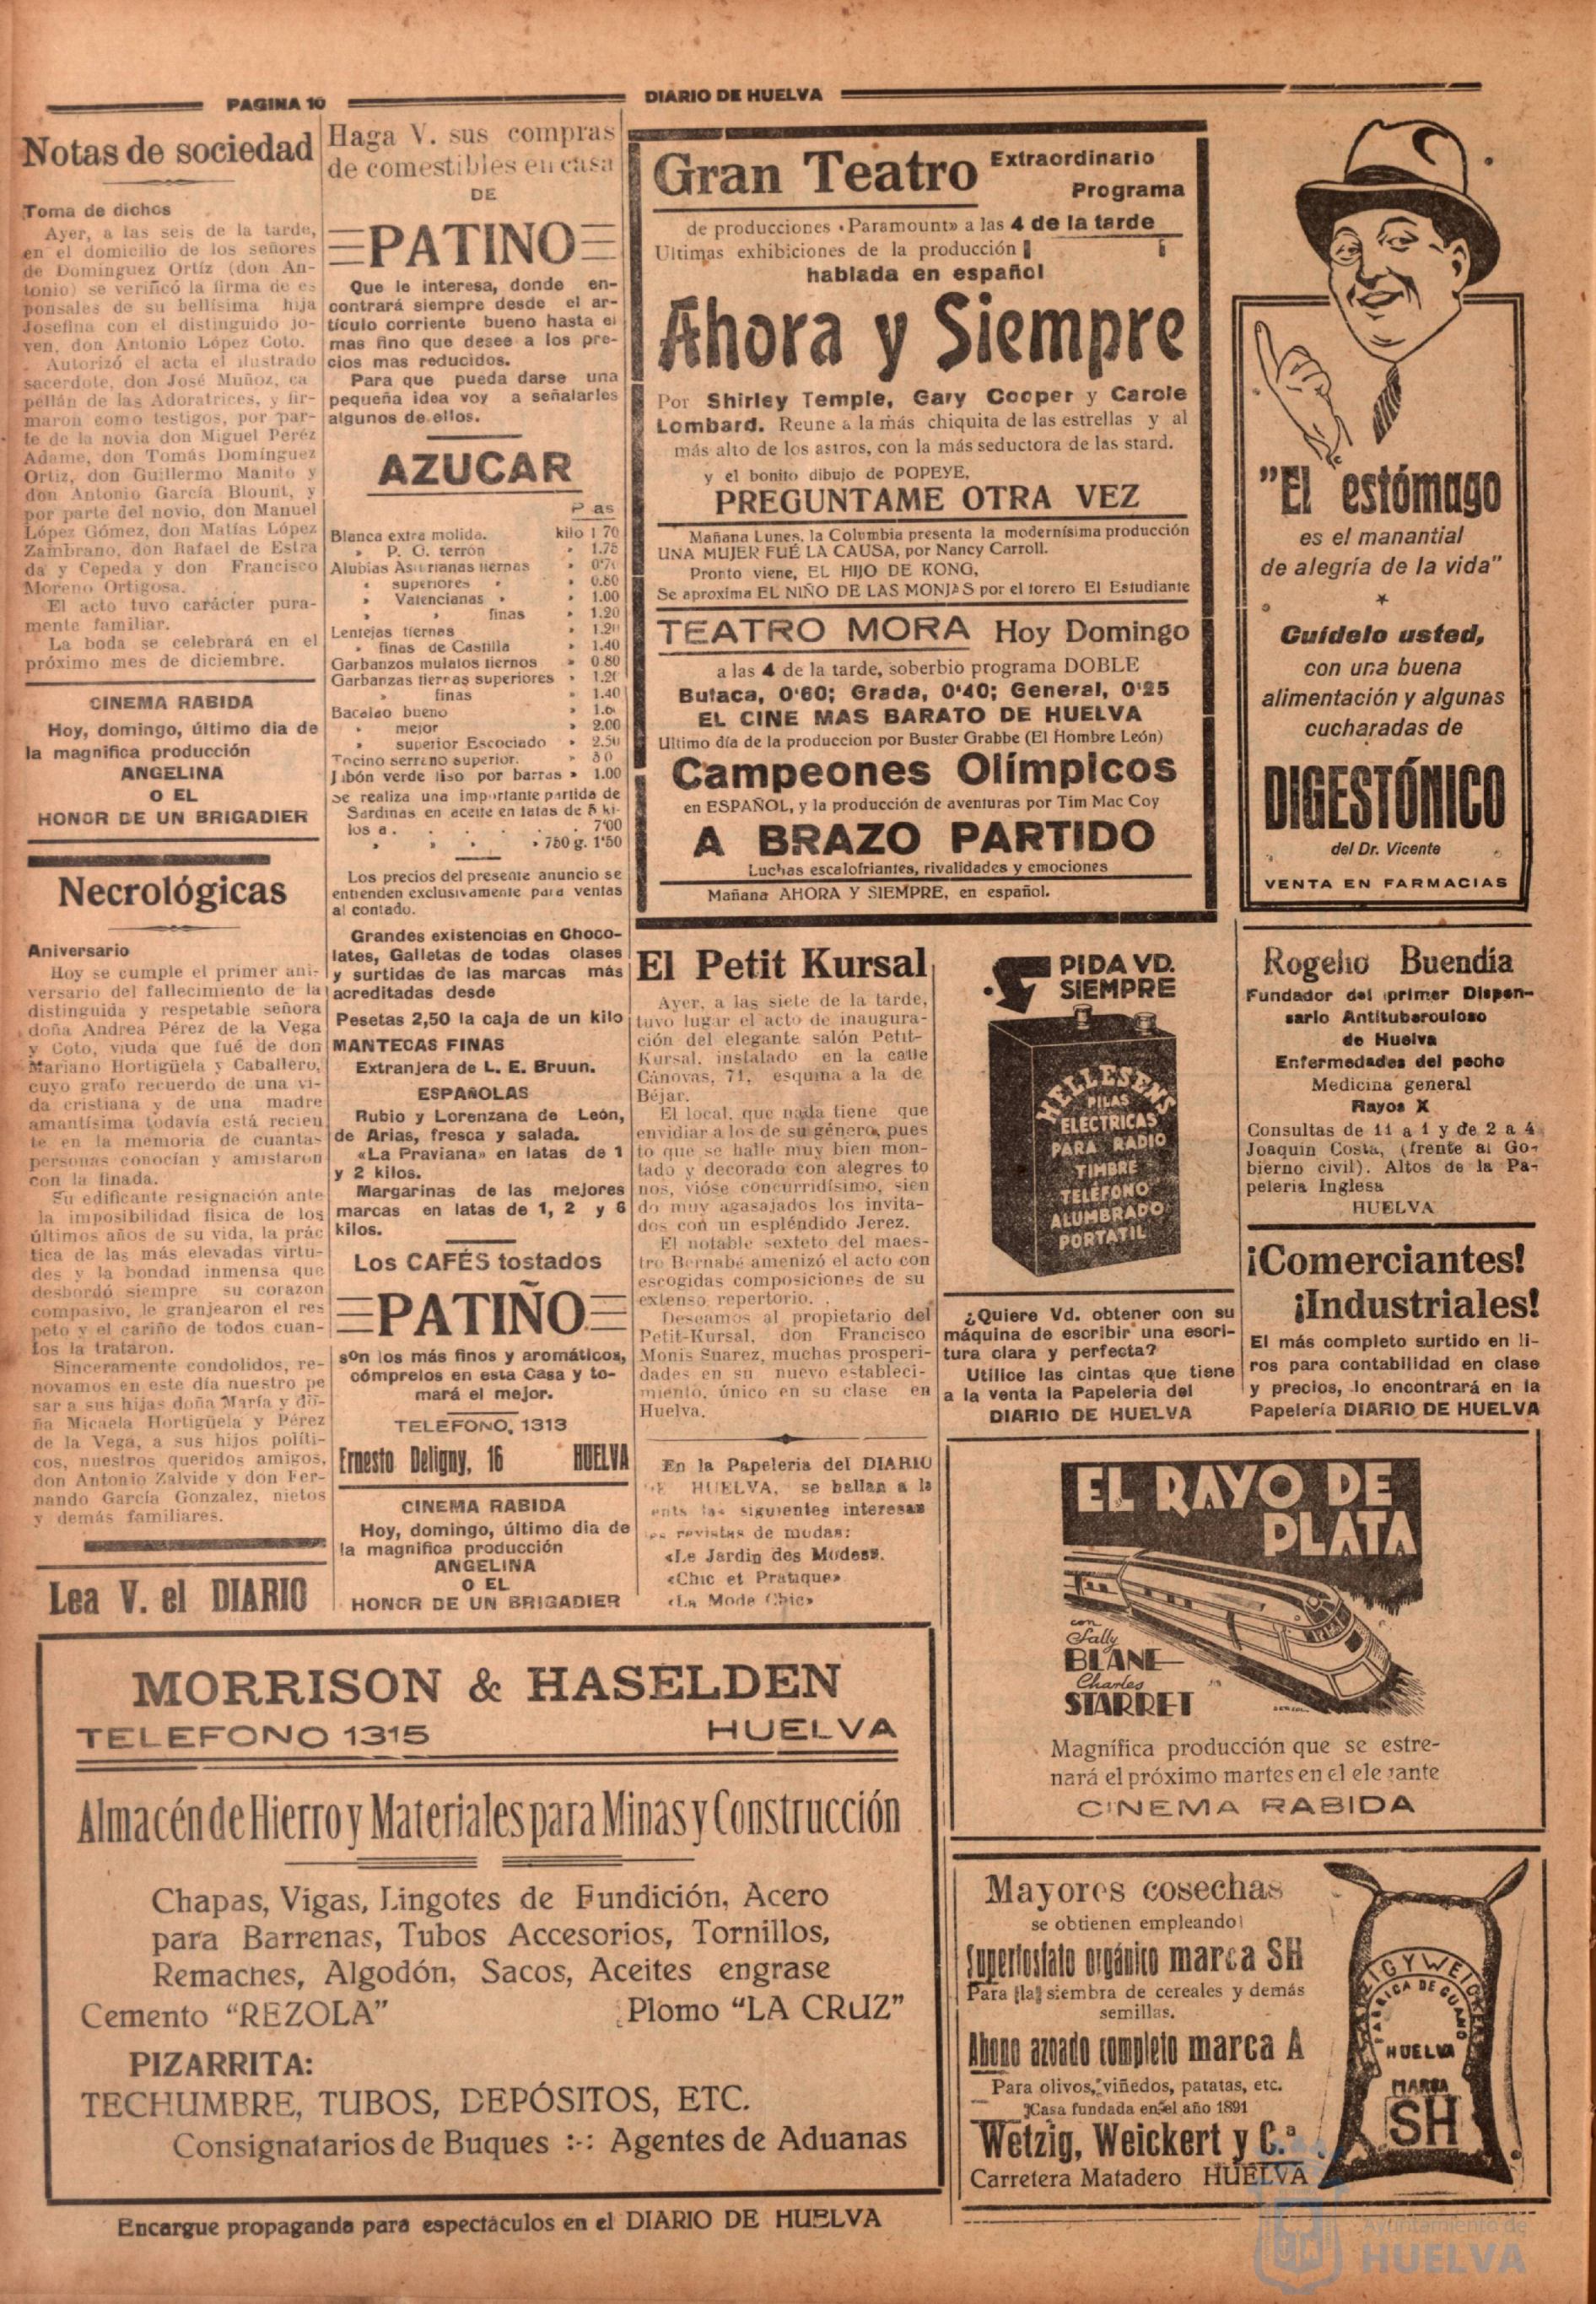 PAGINA 10
DIARIO DE HUELVA
Notas de sociedad
Toma de dichos
Ayer, a las seis de la tarde,
en el domicilio de los señores
de Dominguez Ortíz (don An-
tonio) se verificó la firma de es
ponsales de su bellísima hija
Josefina con el distinguido jo-
ven, don Antonio López Coto.
Autorizó el acta el ilustrado
sacerdote, don José Muñoz, ca
pellán de las Adoratrices, y fir-
maron como testigos, por par-
te de la novia don Miguel Peréz
Adame, don Tomás Domínguez
Ortiz, don Guillermo Manito y
don Antonio García Blount, y
por parte del novio, don Manuel
López Gómez, don Matías López
Zambrano, don Rafael de Estra
da y Cepeda y don Francisco
Moreno Ortigosa.
El acto tuvo carácter pura-
mente familiar.
La boda se celebrará en el
próximo mes de diciembre.
CINEMA RABIDA
Hoy, domingo, último dia de
la magnifica producción
ANGELINA
O EL
HONOR DE UN BRIGADIER
Necrológicas
Aniversario
Hoy se cumple el primer ani-
versario del fallecimiento de la
distinguida y respetable señora
doña Andrea Pérez de la Vega
y Coto, viuda que fué de don
Mariano Hortigüela y Caballero,
cuyo grato recuerdo de una vi-
da cristiana y de una madre
amantísima todavía está recien
te en la memoria de cuantas
personas conocían y amistaron
con la finada.
Su edificante resignación ante
la imposibilidad física de los
últimos años de su vida, la prác
tica de las más elevadas virtu-
des y la bondad inmensa que
desbordó siempre su corazon
compasivo, le granjearon el res
peto y el cariño de todos cuan-
tos la trataron.
Sinceramente condolidos, re-
novamos en este día nuestro pe
sar a sus hijas doña María y do-
ña Micaela Hortigüela y Pérez
de la Vega, a sus hijos políti-
cos, nuestros queridos amigos,
don Antonio Zalvide y don Fer-
nando García Gonzalez, nietos
y demás familiares.
Lea V. el DIARIO
Haga V. sus compras
de comestibles en casa
DE
PATINO
Que le interesa, donde en-
contrará siempre desde el ar-
tículo corriente bueno hasta el
mas fino que desee a los pre-
cios mas reducidos.
Para que pueda darse una
pequeña idea voy a señalarles
algunos de ellos.
AZUCAR
P as
Blanca extra molida. kilo 1 70
» P. G. terrón » 1.75
Alubias Asturianas tiernas » 0'7
» superiores » » 0.80
» Valencianas » » 1.00
» » finas » 1.20
Lentejas tiernas » 1.20
» finas de Castilla » 1.40
Garbanzos mulatos tiernos » 0 80
Garbanzas tiernas superiores » 1.20
» finas » 1.40
Bacalao bueno » 1.6
» mejor » 2.00
» superior Escociado » 2.50
Tocino serreno superior. »
Jabón verde liso por barras » 1.00
Se realiza una importante partida de
Sardinas en aceite en latas de 5 ki-
los a . . . . . 7'00
» » » » 750 g. 1'50
Los precios del presente anuncio se
entienden exclusivamente para ventas
al contado.
Grandes existencias en Choco-
lates, Galletas de todas clases
y surtidas de las marcas más
acreditadas desde
Pesetas 2,50 la caja de un kilo
MANTECAS FINAS
Extranjera de L. E. Bruun.
ESPAÑOLAS
Rubio y Lorenzana de León,
de Arias, fresca y salada.
«La Praviana» en latas de 1
y 2 kilos.
Margarinas de las mejores
marcas en latas de 1, 2 y 6
kilos.
Los CAFÉS tostados
PATIÑO
son los más finos y aromáticos,
cómprelos en esta Casa y to-
mará el mejor.
TELEFONO, 1313
Ernesto Deligny, 16 HUELVA
CINEMA RABIDA
Hoy, domingo, último dia de
la magnifica producción
ANGELINA
O EL
HONOR DE UN BRIGADIER
Gran Teatro Extraordinario
Programa
de producciones «Paramount» a las 4 de la tarde
Ultimas exhibiciones de la producción
hablada en español
Ahora y Siempre
Por Shirley Temple, Gary Cooper y Carole
Lombard. Reune a la más chiquita de las estrellas y al
más alto de los astros, con la más seductora de las stard.
y el bonito dibujo de POPEYE,
PREGUNTAME OTRA VEZ
Mañana Lunes, la Columbia presenta la modernísima producción
UNA MUJER FUÉ LA CAUSA, por Nancy Carroll.
Pronto viene, EL HIJO DE KONG,
Se aproxima EL NIÑO DE LAS MONJAS por el torero El Estudiante
TEATRO MORA Hoy Domingo
a las 4 de la tarde, soberbio programa DOBLE
Butaca, 0'60; Grada, 0'40; General, 0'25
EL CINE MAS BARATO DE HUELVA
Ultimo día de la produccion por Buster Grabbe (El Hombre León)
Campeones Olímpicos
en ESPAÑOL, y la producción de aventuras por Tim Mac Coy
A BRAZO PARTIDO
Luchas escalofriantes, rivalidades y emociones
Mañana AHORA Y SIEMPRE, en español.
El Petit Kursal
Ayer, a las siete de la tarde,
tuvo lugar el acto de inaugura-
ción del elegante salón Petit-
Kursal, instalado en la calle
Cánovas, 71, esquina a la de
Béjar.
El local, que nada tiene que
envidiar a los de su género, pues
to que se halle muy bien mon-
tado y decorado con alegres to
nos, vióse concurridísimo, sien
do muy agasajados los invita-
dos con un espléndido Jerez.
El notable sexteto del maes-
tro Bernabé amenizó el acto con
escogidas composiciones de su
extenso repertorio.
Deseamos al propietario del
Petit-Kursal, don Francisco
Monis Suarez, muchas prosperi-
dades en su nuevo estableci-
miento, único en su clase en
Huelva.
En la Papeleria del DIARIO
DE HUELVA, se hallan a la
venta las siguientes interesan
tes revistas de modas:
«Le Jardin des Modess.
«Chic et Pratique»
«La Mode Chic»
PIDA VD.
SIEMPRE
HELLESENS
PILAS
ELECTRICAS
PARA RADIO
TIMBRE
TELÉFONO
ALUMBRADO
PORTATIL
¿Quiere Vd. obtener con su
máquina de escribir una escri-
tura clara y perfecta?
Utilice las cintas que tiene
a la venta la Papeleria del
DIARIO DE HUELVA
"El estómago
es el manantial
de alegría de la vida"
Cuídelo usted,
con una buena
alimentación y algunas
cucharadas de
DIGESTÓNICO
del Dr. Vicente
VENTA EN FARMACIAS
Rogelio Buendía
Fundador del primer Dispen-
sario Antituberculoso
de Huelva
Enfermedades del pecho
Medicina general
Rayos X
Consultas de 11 a 1 y de 2 a 4
Joaquin Costa, (frente al Go-
bierno civil). Altos de la Pa-
peleria Inglesa
HUELVA
¡Comerciantes!
¡Industriales!
El más completo surtido en li-
ros para contabilidad en clase
y precios, lo encontrará en la
Papelería DIARIO DE HUELVA
EL RAYO DE
PLATA
con
Sally
BLANE
Charles
STARRET
Magnífica producción que se estre-
nará el próximo martes en el elegante
CINEMA RABIDA
MORRISON & HASELDEN
TELEFONO 1315 HUELVA
Almacén de Hierro y Materiales para Minas y Construcción
Chapas, Vigas, Lingotes de Fundición, Acero
para Barrenas, Tubos Accesorios, Tornillos,
Remaches, Algodón, Sacos, Aceites engrase
Cemento "REZOLA" Plomo "LA CRUZ"
PIZARRITA:
TECHUMBRE, TUBOS, DEPÓSITOS, ETC.
Consignatarios de Buques :-: Agentes de Aduanas
Encargue propaganda para espectáculos en el DIARIO DE HUELVA
Mayores cosechas
se obtienen empleando
Superfosfato orgánico marca SH
Para la siembra de cereales y demás
semillas.
Abono azoado completo marca A
Para olivos, viñedos, patatas, etc.
Casa fundada en el año 1891
Wetzig, Weickert y C.ª
Carretera Matadero HUELVA
FABRICA DE GUANO
HUELVA
MARCA
SH
Ayuntamiento de
HUELVA